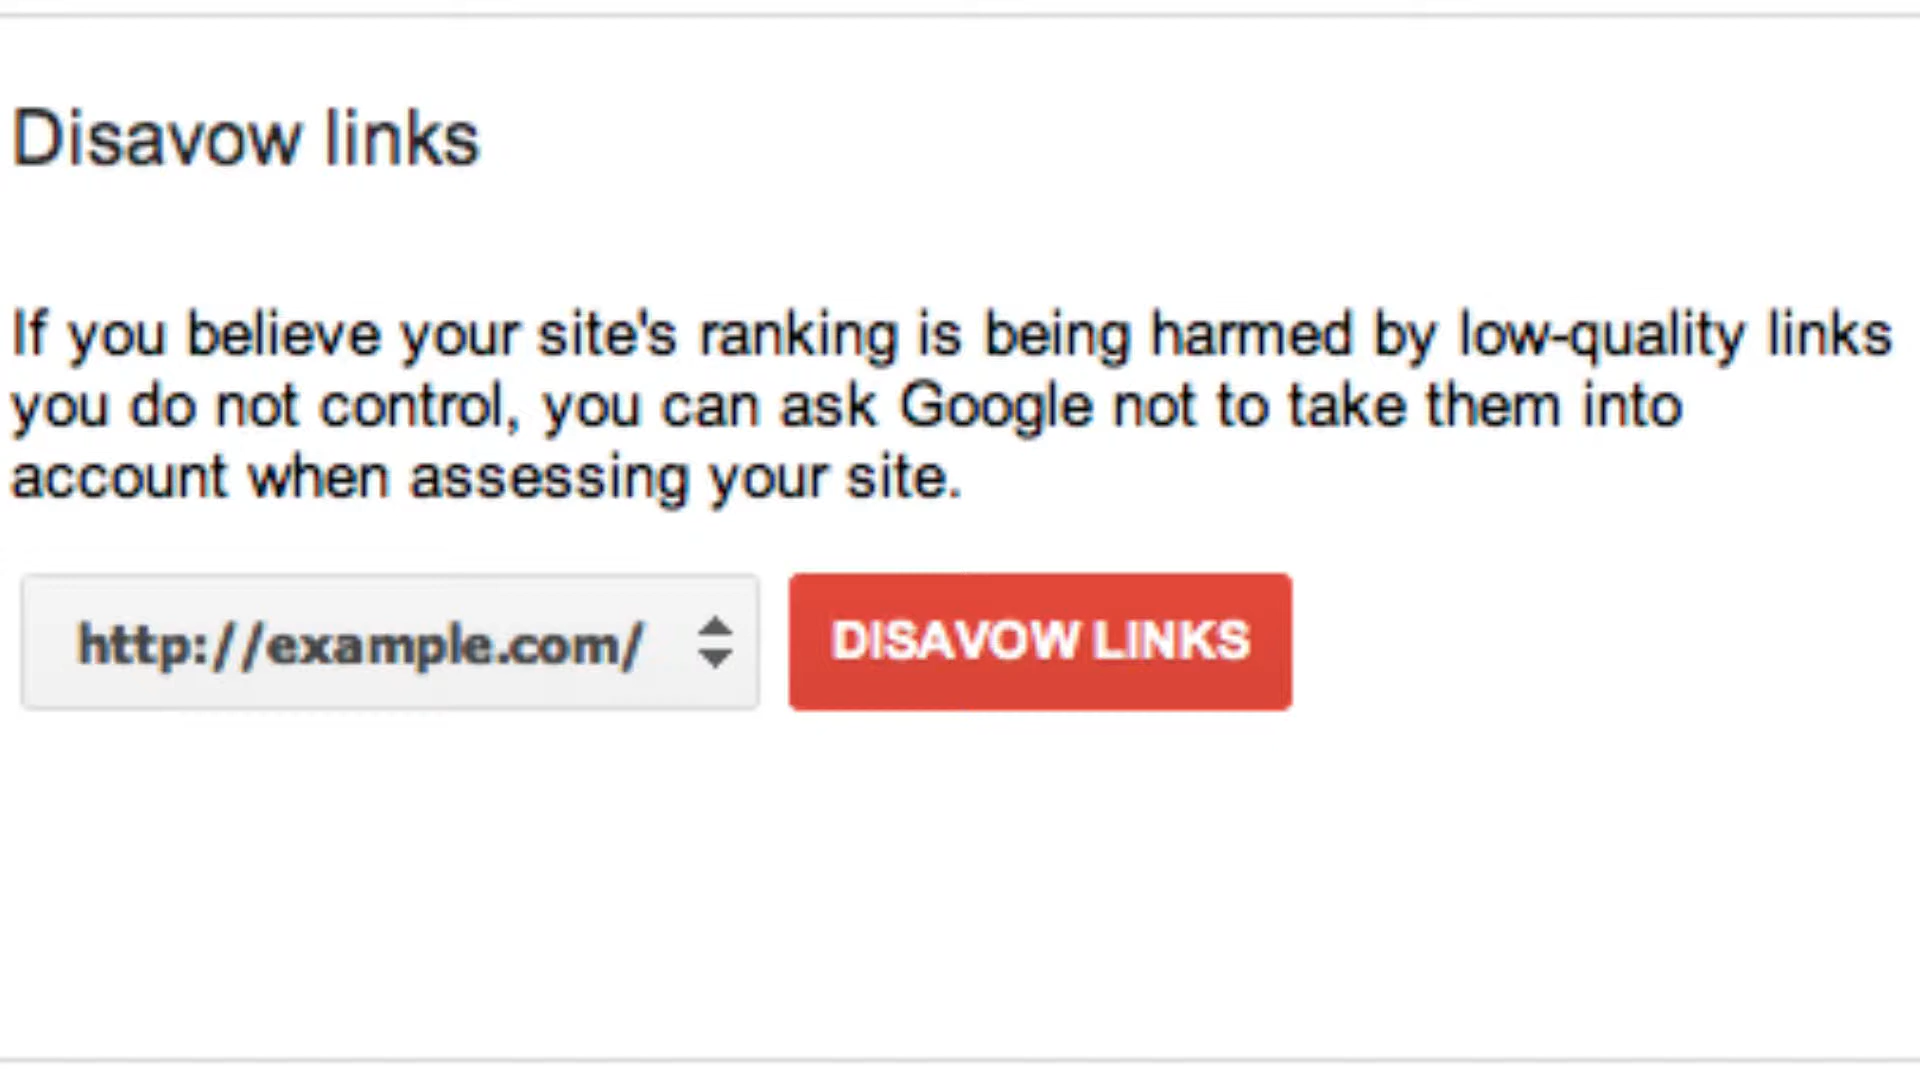 Disavow links
If you believe your site's ranking is being harmed by low-quality links
you do not control, you can ask Google not to take them into
account when assessing your site.
http://example.com/ DISAVOW LINKS